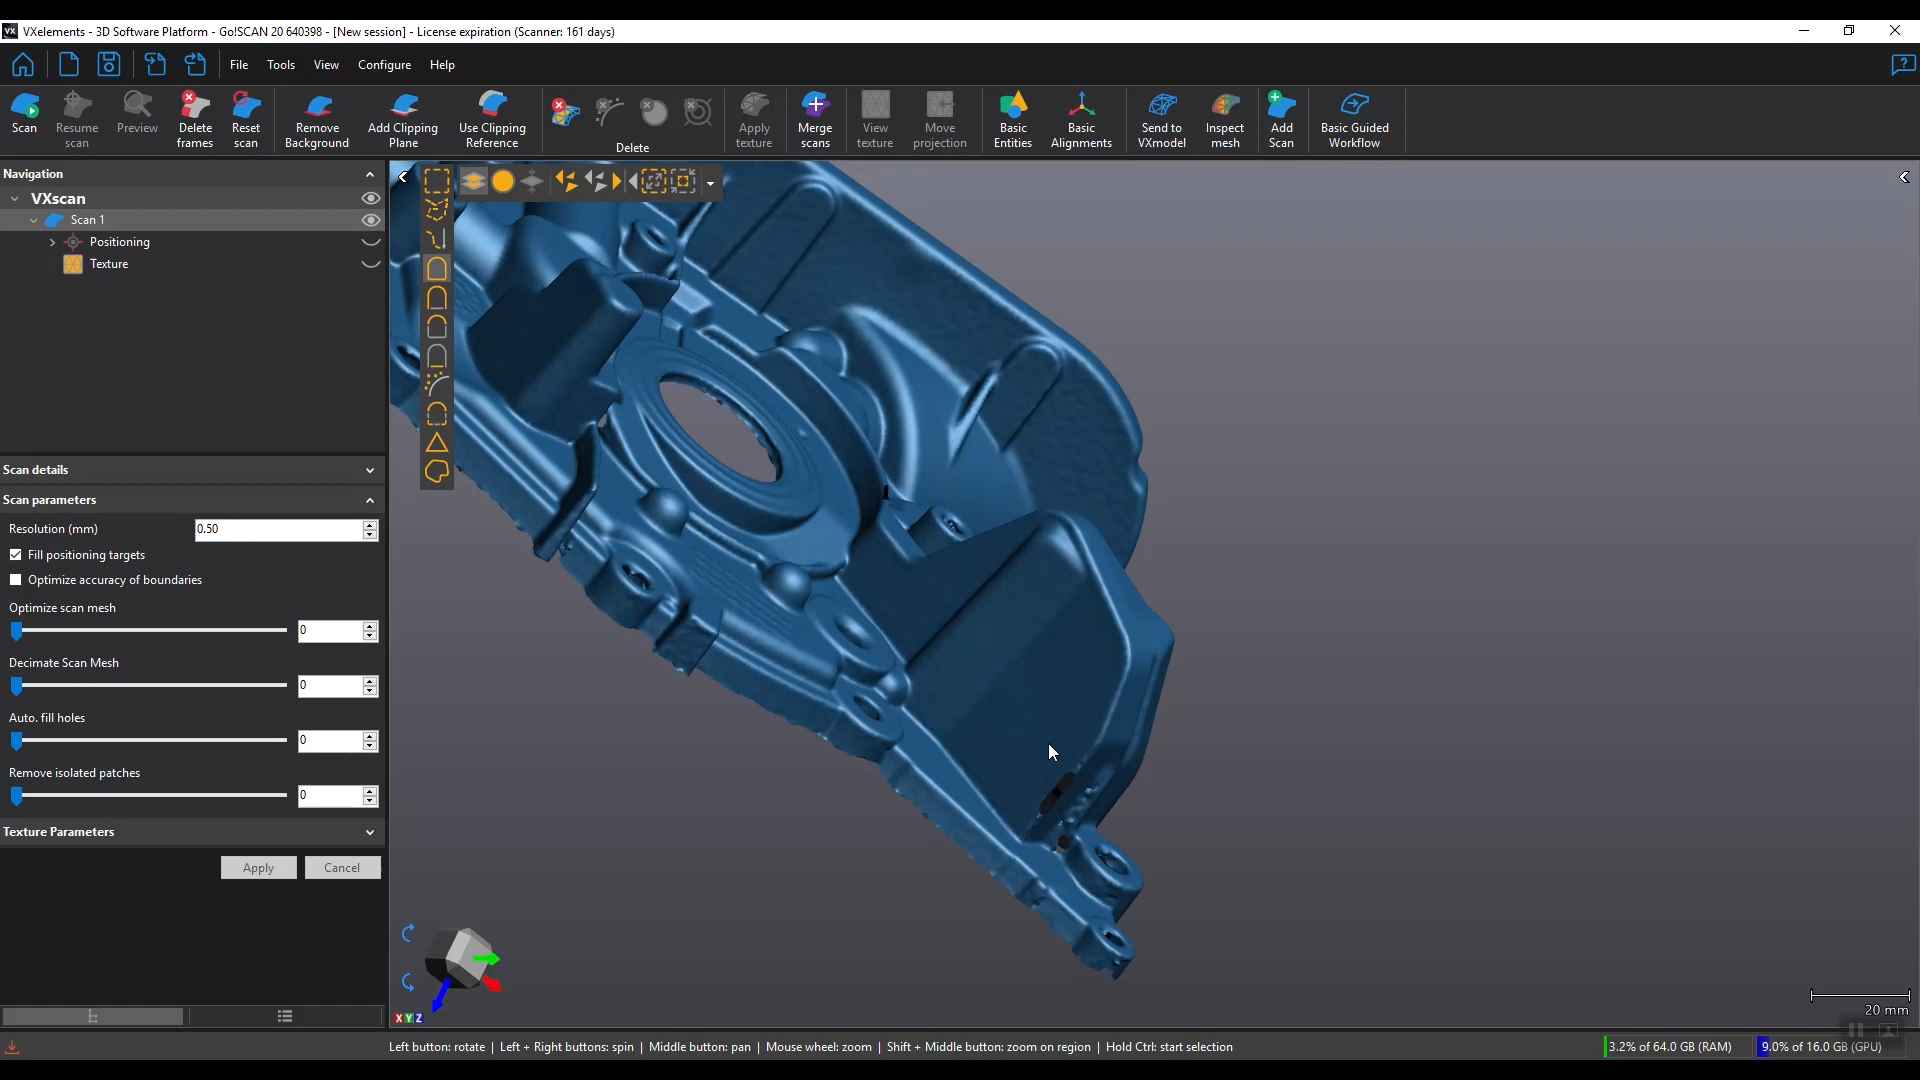 VXelements - 3D Software Platform - Go!SCAN 20 640398 - [New session] - License expiration (Scanner: 161 days)
File Tools View Configure Help
Scan
Resume scan
Preview
Delete frames
Reset scan
Remove Background
Add Clipping Plane
Use Clipping Reference
Delete
Apply texture
Merge scans
View texture
Move projection
Basic Entities
Basic Alignments
Send to VXmodel
Inspect mesh
Add Scan
Basic Guided Workflow
Navigation
VXscan
Scan 1
Positioning
Texture
Scan details
Scan parameters
Resolution (mm) 0.50
Fill positioning targets
Optimize accuracy of boundaries
Optimize scan mesh
0
Decimate Scan Mesh
0
Auto. fill holes
0
Remove isolated patches
0
Texture Parameters
Apply Cancel
XYZ
20 mm
Left button: rotate | Left + Right buttons: spin | Middle button: pan | Mouse wheel: zoom | Shift + Middle button: zoom on region | Hold Ctrl: start selection
3.2% of 64.0 GB (RAM) 9.0% of 16.0 GB (GPU)